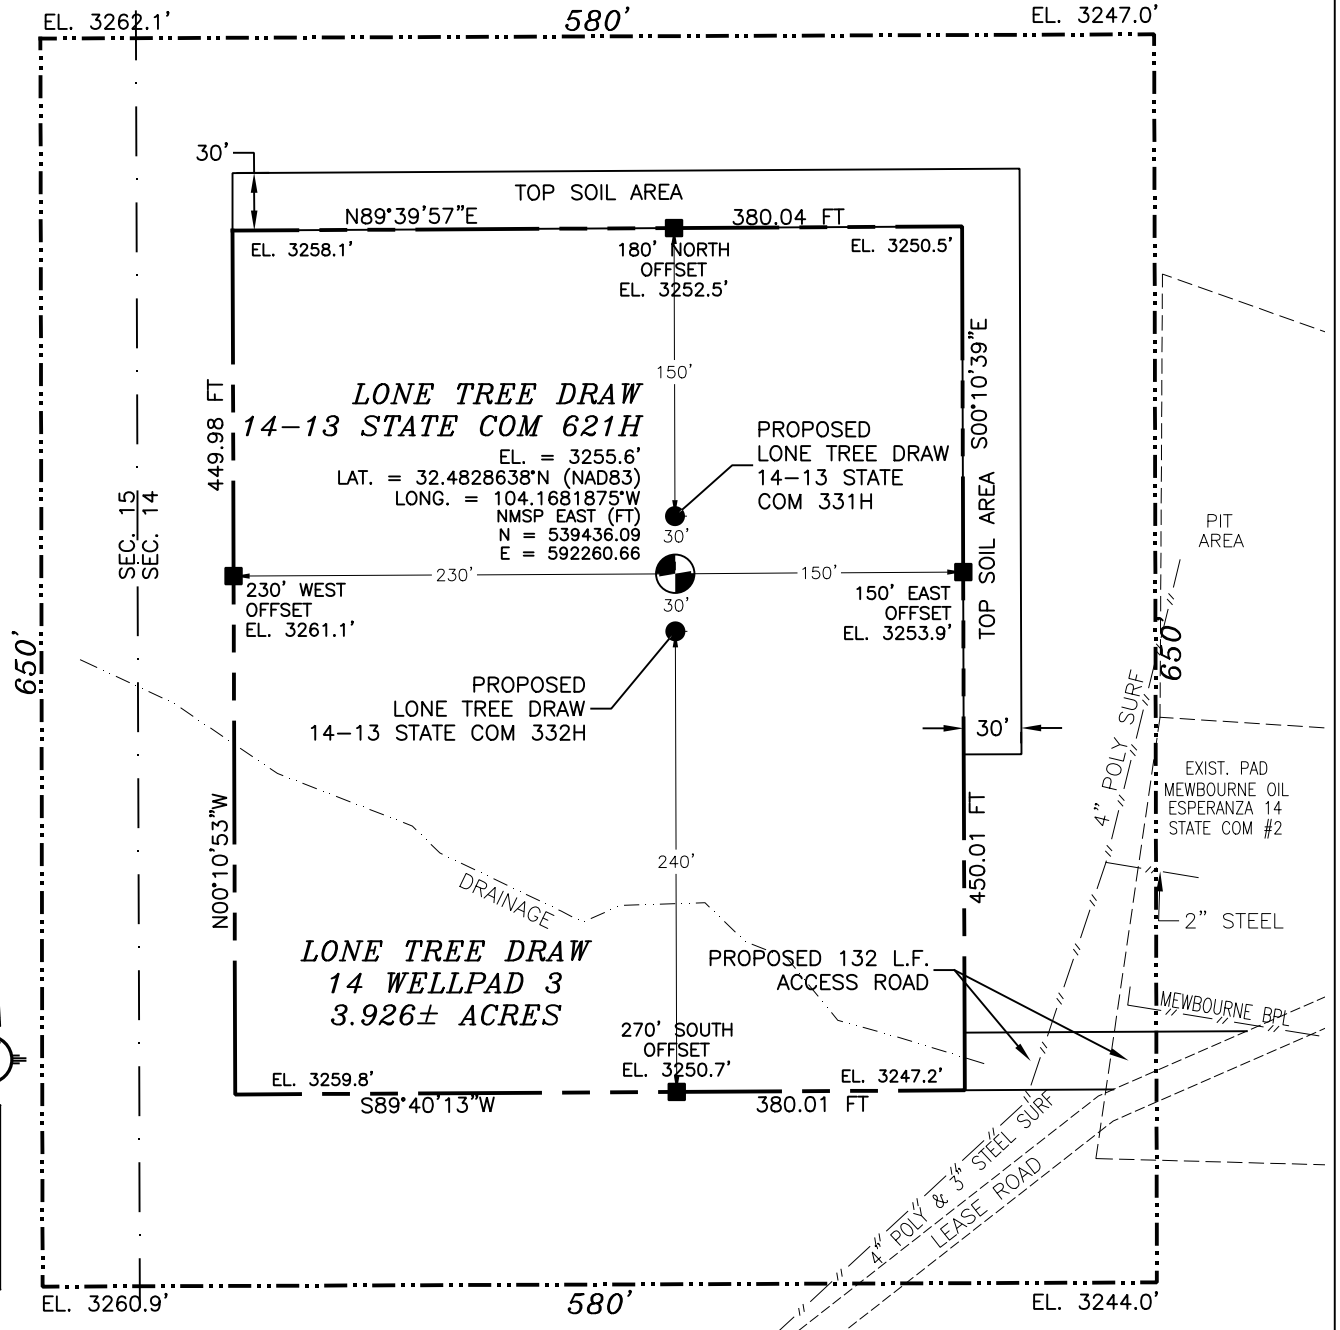 EL. 3262.1'
580'
EL. 3247.0'
30'
TOP SOIL AREA
N89°39'57"E
380.04 FT
EL. 3258.1'
180' NORTH
OFFSET
EL. 3252.5'
EL. 3250.5'
S00°10'39"E
150'
449.98 FT
LONE TREE DRAW
14-13 STATE COM 621H
EL. = 3255.6'
LAT. = 32.4828638°N (NAD83)
LONG. = 104.1681875°W
NMSP EAST (FT)
N = 539436.09
E = 592260.66
PROPOSED
LONE TREE DRAW
14-13 STATE
COM 331H
SEC. 15
SEC. 14
PIT
AREA
30'
230'
150'
30'
230' WEST
OFFSET
EL. 3261.1'
150' EAST
OFFSET
EL. 3253.9'
TOP SOIL AREA
650'
650'
PROPOSED
LONE TREE DRAW
14-13 STATE COM 332H
30'
4" POLY SURF
EXIST. PAD
MEWBOURNE OIL
ESPERANZA 14
STATE COM #2
N00°10'53"W
450.01 FT
240'
DRAINAGE
2" STEEL
LONE TREE DRAW
14 WELLPAD 3
3.926± ACRES
PROPOSED 132 L.F.
ACCESS ROAD
MEWBOURNE BPL
270' SOUTH
OFFSET
EL. 3250.7'
EL. 3259.8'
EL. 3247.2'
S89°40'13"W
380.01 FT
4" POLY & 3" STEEL SURF
LEASE ROAD
EL. 3260.9'
580'
EL. 3244.0'